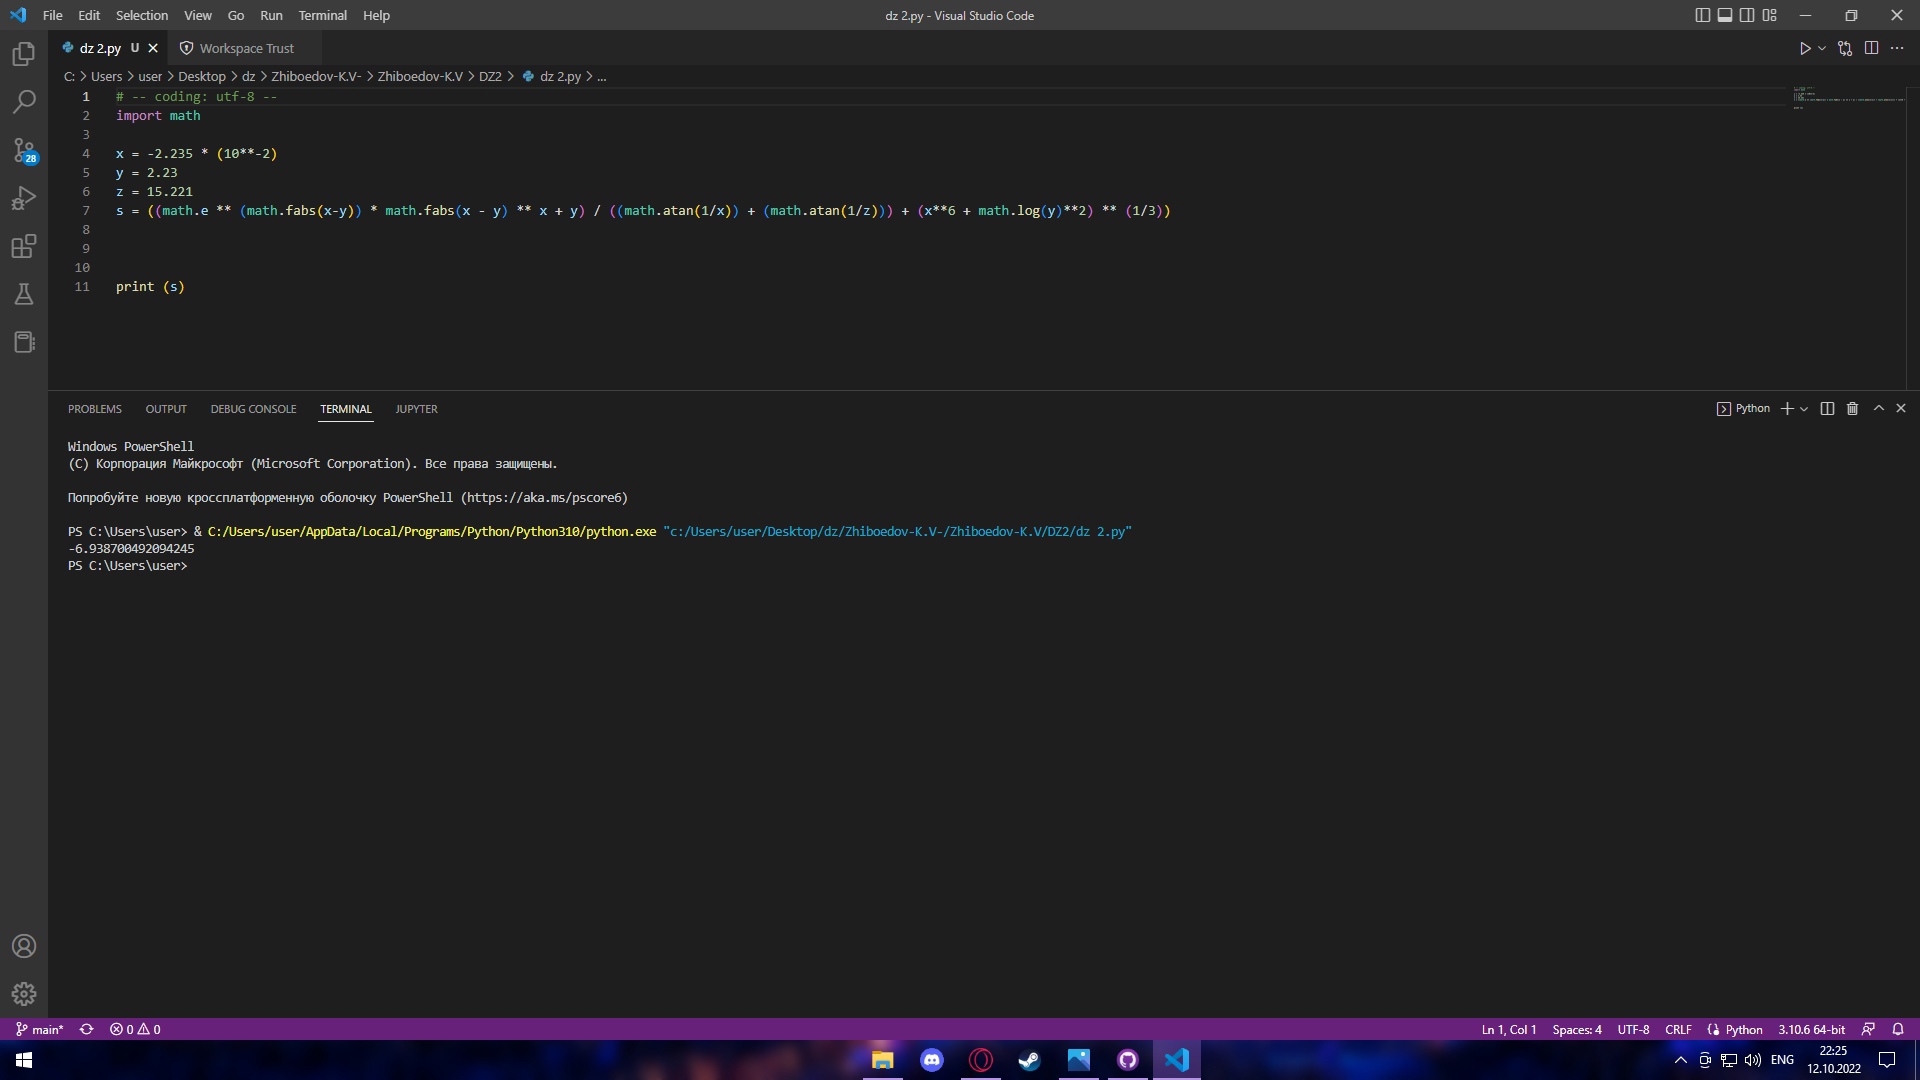 File Edit Selection View Go Run Terminal Help
dz 2.py - Visual Studio Code
dz 2.py U
Workspace Trust
C: > Users > user > Desktop > dz > Zhiboedov-K.V- > Zhiboedov-K.V > DZ2 > dz 2.py > ...
1 # -- coding: utf-8 --
2 import math
3
4 x = -2.235 * (10**-2)
5 y = 2.23
6 z = 15.221
7 s = ((math.e ** (math.fabs(x-y)) * math.fabs(x - y) ** x + y) / ((math.atan(1/x)) + (math.atan(1/z))) + (x**6 + math.log(y)**2) ** (1/3))
8
9
10
11 print (s)
28
PROBLEMS OUTPUT DEBUG CONSOLE TERMINAL JUPYTER
Python
Windows PowerShell
(C) Корпорация Майкрософт (Microsoft Corporation). Все права защищены.
Попробуйте новую кроссплатформенную оболочку PowerShell (https://aka.ms/pscore6)
PS C:\Users\user> & C:/Users/user/AppData/Local/Programs/Python/Python310/python.exe "c:/Users/user/Desktop/dz/Zhiboedov-K.V-/Zhiboedov-K.V/DZ2/dz 2.py"
-6.938700492094245
PS C:\Users\user>
main* 0 0
Ln 1, Col 1 Spaces: 4 UTF-8 CRLF Python 3.10.6 64-bit
ENG
22:25
12.10.2022